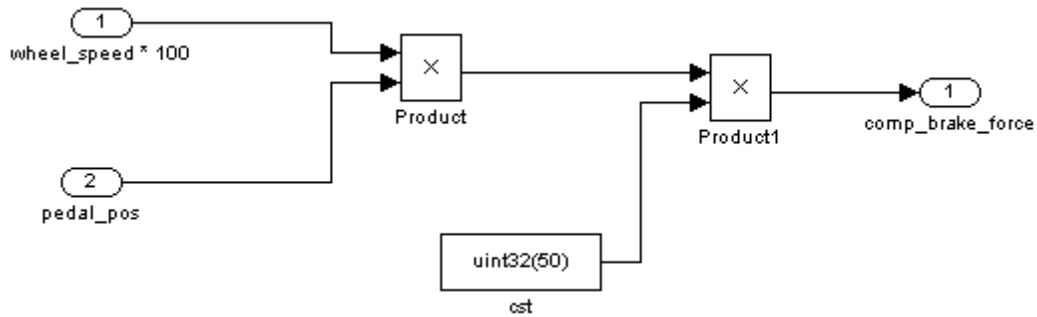 1
wheel_speed * 100
×
Product
×
Product1
1
comp_brake_force
2
pedal_pos
uint32(50)
cst